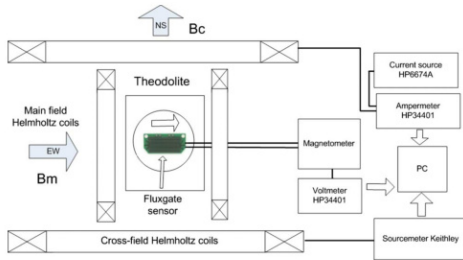 NS
Bc
Current source
HP6674A
Theodolite
Ampermeter
HP34401
Main field
Helmholtz coils
EW
Bm
Magnetometer
PC
Fluxgate
sensor
Voltmeter
HP34401
Cross-field Helmholtz coils
Sourcemeter Keithley